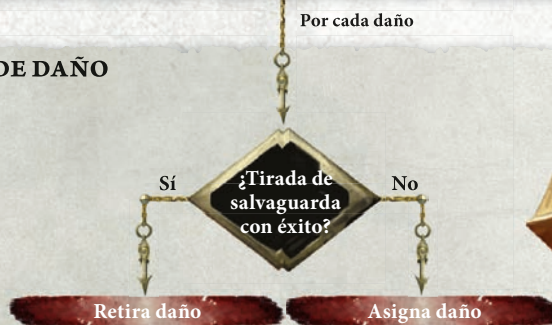 Por cada daño
DE DAÑO
¿Tirada de
salvaguarda
con éxito?
Sí
No
Retira daño
Asigna daño